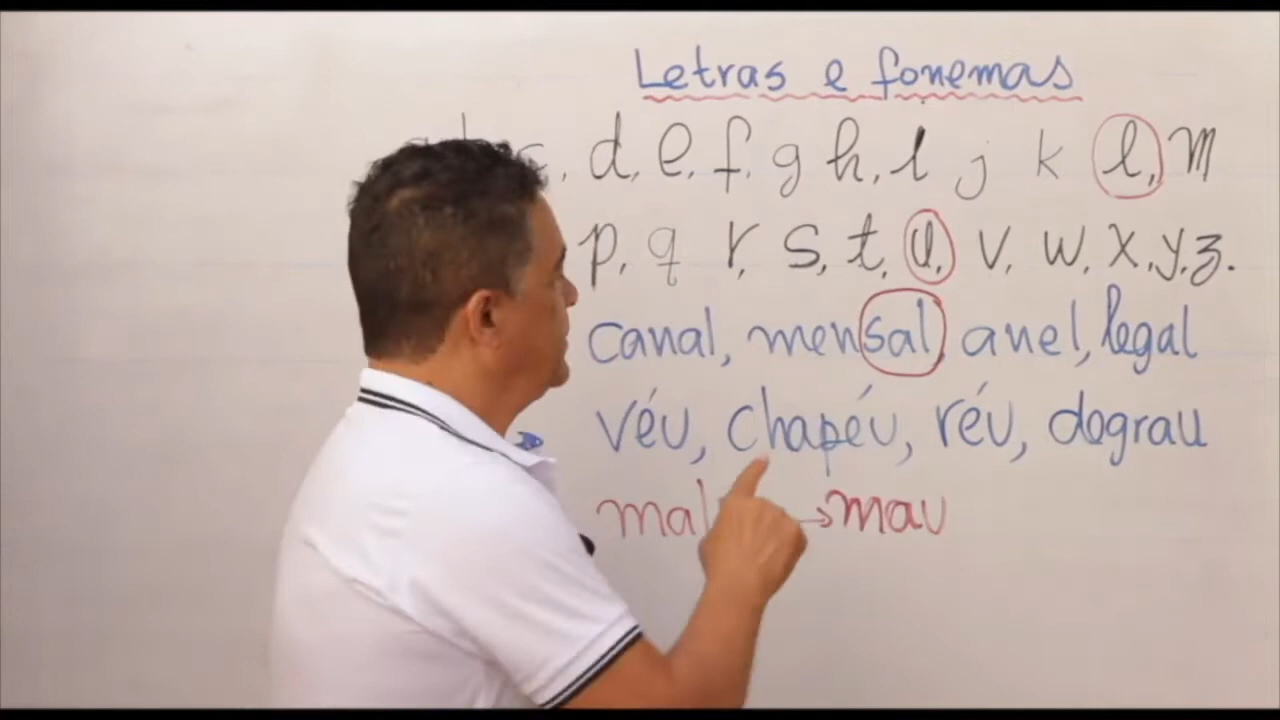 Letras e fonemas
d, e, f, g h, i j k l, m
p, q r, s, t, u, v, w, x, y, z.
canal, mensal, anel, legal
véu, chapéu, réu, degrau
mal → mau